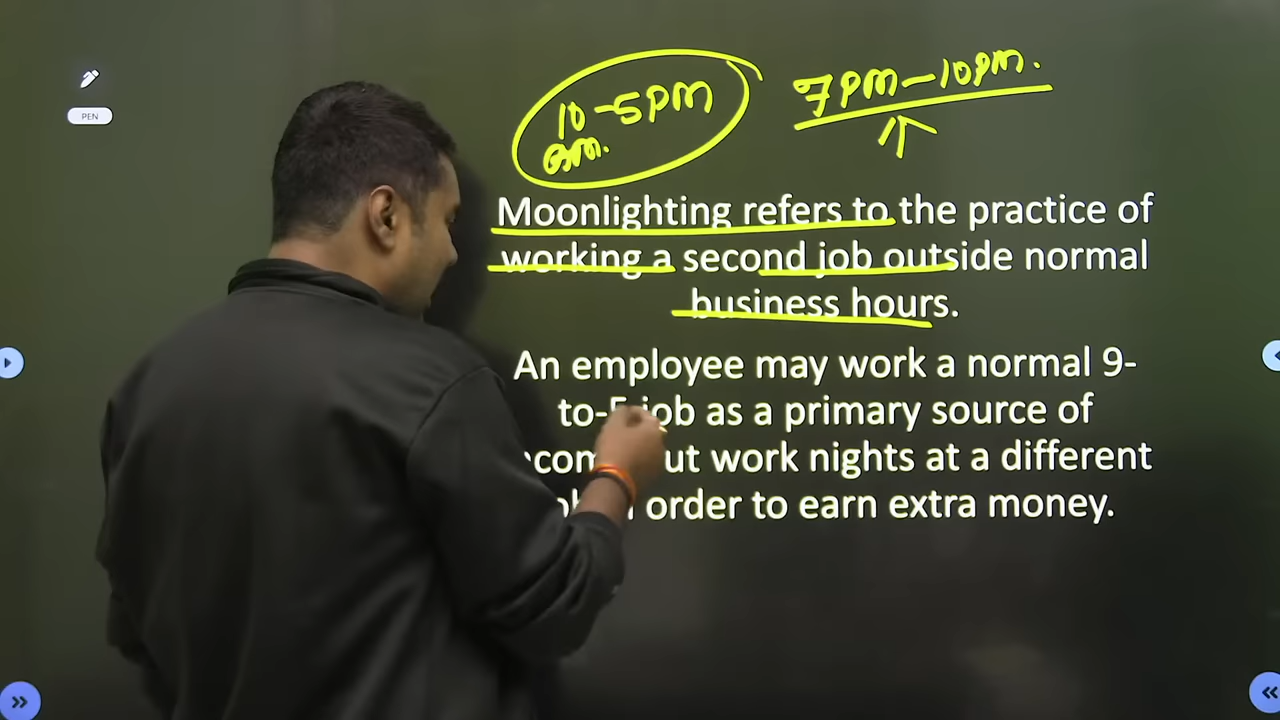 PEN
10 - 5PM
am.
7PM - 10PM.
Moonlighting refers to the practice of
working a second job outside normal
business hours.
An employee may work a normal 9-
to-5 job as a primary source of
ut work nights at a different
order to earn extra money.